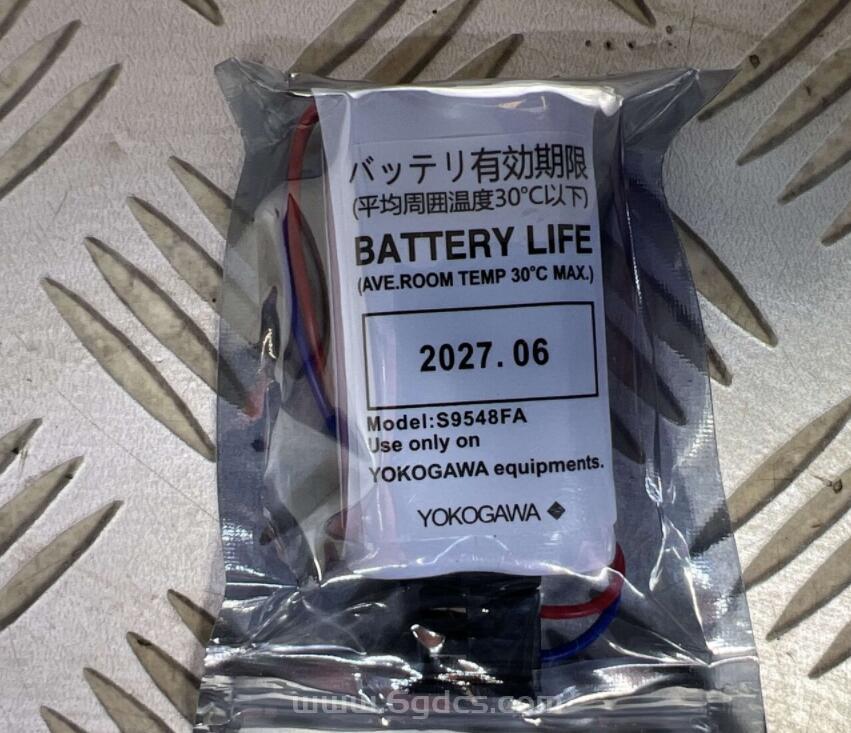 バッテリ有効期限
(平均周囲温度30℃以下)
BATTERY LIFE
(AVE.ROOM TEMP 30℃ MAX.)
2027.06
Model:S9548FA
Use only on
YOKOGAWA equipments.
YOKOGAWA
www.5gdcs.com